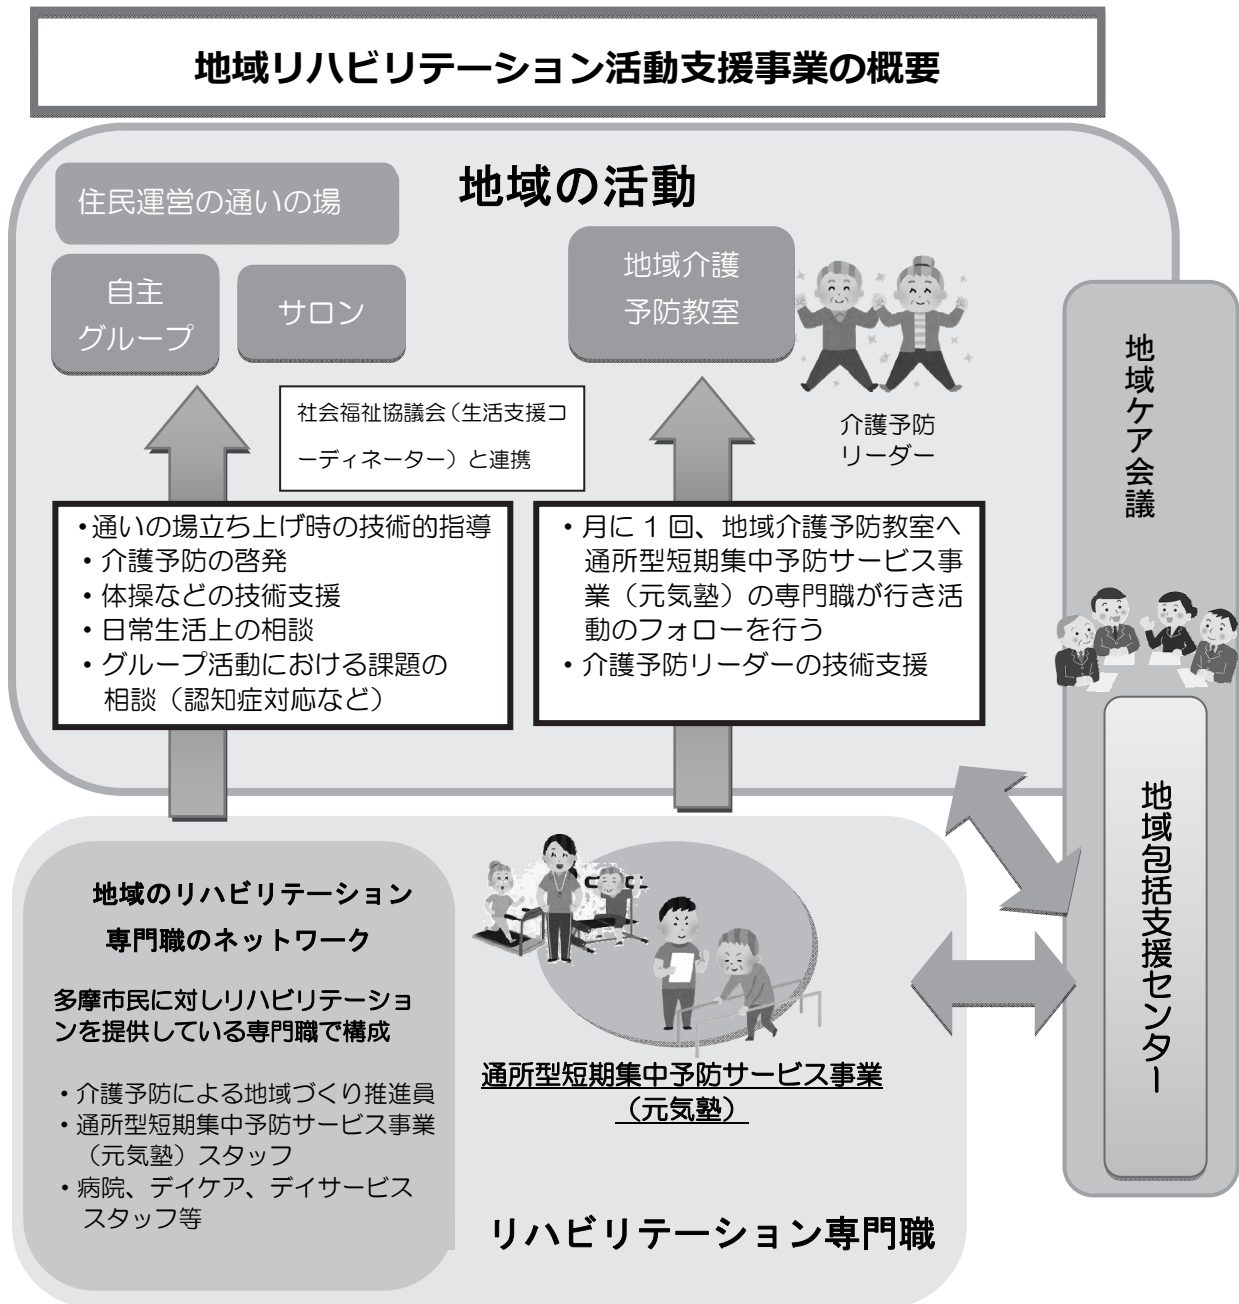 地域リハビリテーション活動支援事業の概要
地域の活動
住民運営の通いの場
自主
グループ
サロン
地域介護
予防教室
介護予防
リーダー
社会福祉協議会（生活支援コ
ーディネーター）と連携
・通いの場立ち上げ時の技術的指導
・介護予防の啓発
・体操などの技術支援
・日常生活上の相談
・グループ活動における課題の
相談（認知症対応など）
・月に１回、地域介護予防教室へ
通所型短期集中予防サービス事
業（元気塾）の専門職が行き活
動のフォローを行う
・介護予防リーダーの技術支援
地域ケア会議
地域包括支援センター
地域のリハビリテーション
専門職のネットワーク
多摩市民に対しリハビリテーショ
ンを提供している専門職で構成
・介護予防による地域づくり推進員
・通所型短期集中予防サービス事業
（元気塾）スタッフ
・病院、デイケア、デイサービス
スタッフ等
通所型短期集中予防サービス事業
（元気塾）
リハビリテーション専門職